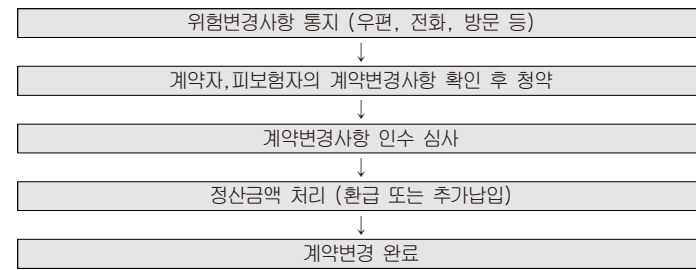 위험변경사항 통지 (우편, 전화, 방문 등)
↓
계약자,피보험자의 계약변경사항 확인 후 청약
↓
계약변경사항 인수 심사
↓
정산금액 처리 (환급 또는 추가납입)
↓
계약변경 완료